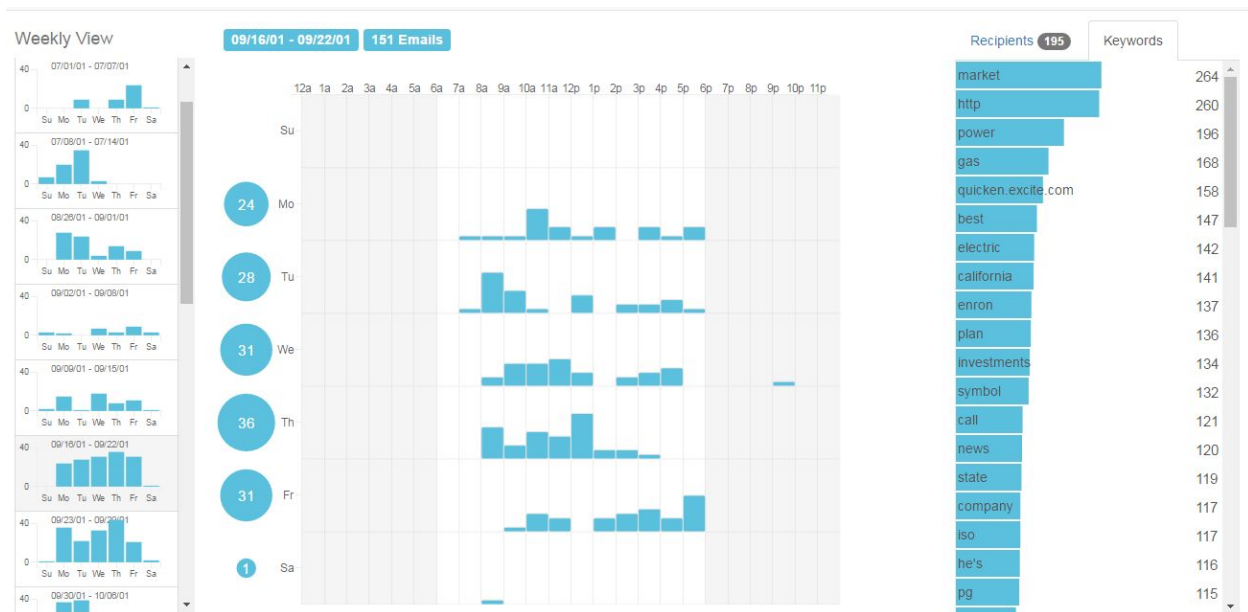 Weekly View
09/16/01 - 09/22/01 151 Emails
Recipients 195 Keywords
07/01/01 - 07/07/01
40
0
Su Mo Tu We Th Fr Sa
07/08/01 - 07/14/01
40
0
Su Mo Tu We Th Fr Sa
08/26/01 - 09/01/01
40
0
Su Mo Tu We Th Fr Sa
09/02/01 - 09/08/01
40
0
Su Mo Tu We Th Fr Sa
09/09/01 - 09/15/01
40
0
Su Mo Tu We Th Fr Sa
09/16/01 - 09/22/01
40
0
Su Mo Tu We Th Fr Sa
09/23/01 - 09/29/01
40
0
Su Mo Tu We Th Fr Sa
09/30/01 - 10/06/01
40
12a 1a 2a 3a 4a 5a 6a 7a 8a 9a 10a 11a 12p 1p 2p 3p 4p 5p 6p 7p 8p 9p 10p 11p
Su
24 Mo
28 Tu
31 We
36 Th
31 Fr
1 Sa
market 264
http 260
power 196
gas 168
quicken.excite.com 158
best 147
electric 142
california 141
enron 137
plan 136
investments 134
symbol 132
call 121
news 120
state 119
company 117
iso 117
he's 116
pg 115